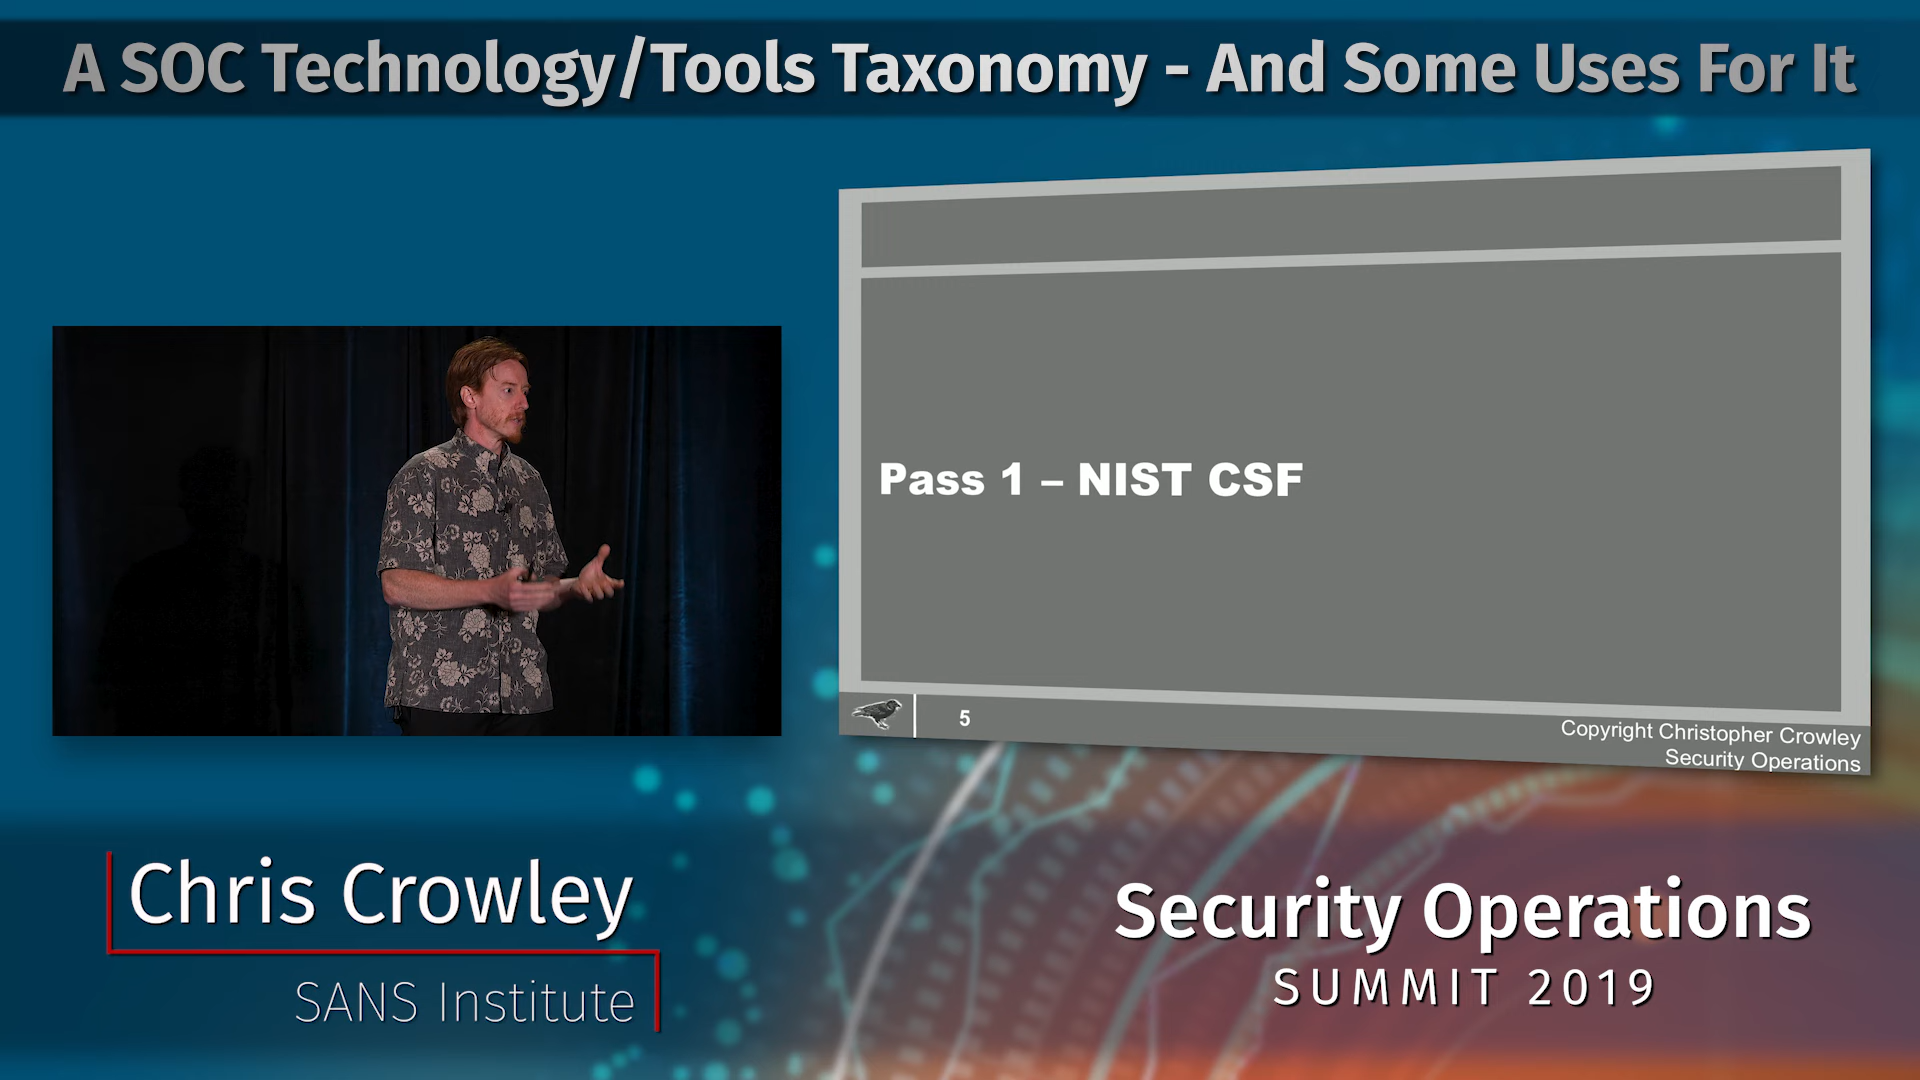 A SOC Technology/Tools Taxonomy - And Some Uses For It
Pass 1 – NIST CSF
5
Copyright Christopher Crowley
Security Operations
Chris Crowley
SANS Institute
Security Operations
SUMMIT 2019